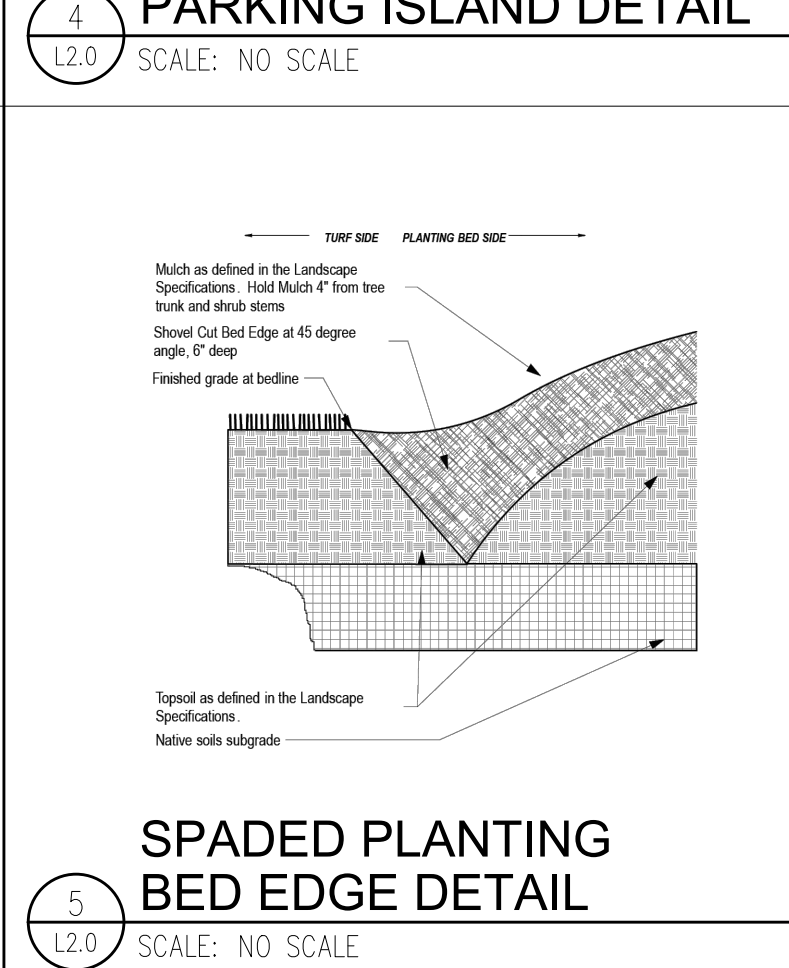 4
PARKING ISLAND DETAIL
L2.0
SCALE: NO SCALE
TURF SIDE PLANTING BED SIDE
Mulch as defined in the Landscape
Specifications. Hold Mulch 4" from tree
trunk and shrub stems
Shovel Cut Bed Edge at 45 degree
angle, 6" deep
Finished grade at bedline
Topsoil as defined in the Landscape
Specifications.
Native soils subgrade
SPADED PLANTING
BED EDGE DETAIL
5
L2.0
SCALE: NO SCALE